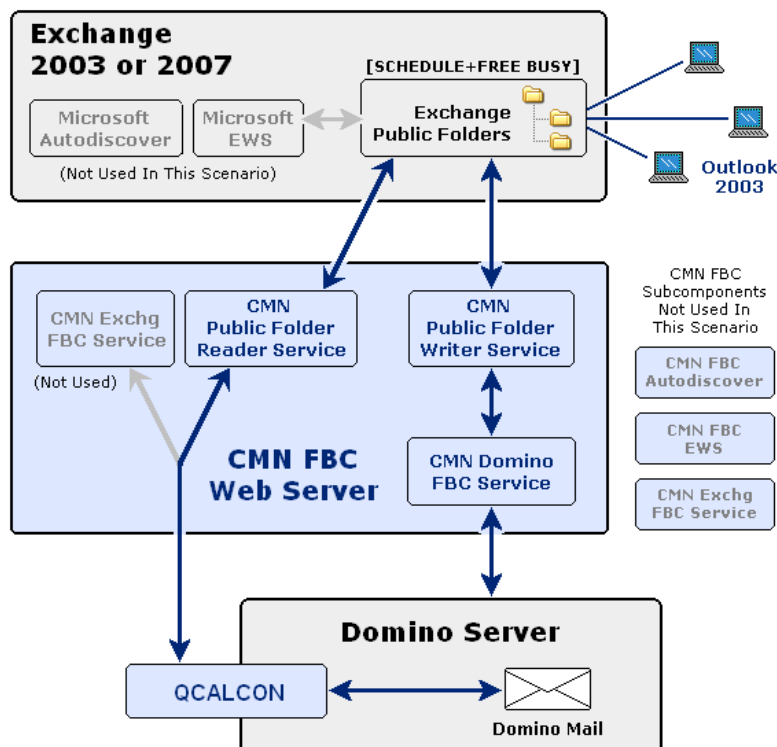 Exchange
2003 or 2007
[SCHEDULE+FREE BUSY]
Microsoft
Autodiscover
Microsoft
EWS
Exchange
Public Folders
(Not Used In This Scenario)
Outlook
2003
CMN Exchg
FBC Service
(Not Used)
CMN
Public Folder
Reader Service
CMN
Public Folder
Writer Service
CMN FBC
Web Server
CMN Domino
FBC Service
CMN FBC
Subcomponents
Not Used In
This Scenario
CMN FBC
Autodiscover
CMN FBC
EWS
CMN Exchg
FBC Service
Domino Server
QCALCON
Domino Mail